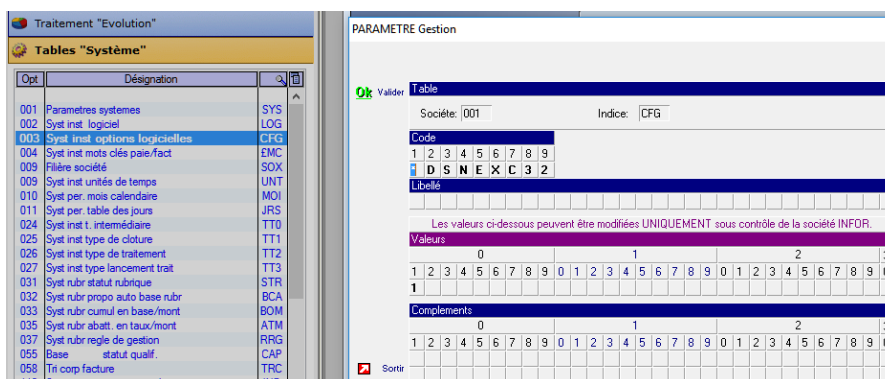 Traitement "Evolution"
Tables "Système"
Opt Désignation
001 Parametres systemes SYS
002 Syst inst logiciel LOG
003 Syst inst options logicielles CFG
004 Syst inst mots clés paie/fact £MC
009 Filière société SOX
009 Syst inst unités de temps UNT
010 Syst per. mois calendaire MOI
011 Syst per. table des jours JRS
024 Syst inst t. intermédiaire TT0
025 Syst inst type de cloture TT1
026 Syst inst type de traitement TT2
027 Syst inst type lancement trait TT3
031 Syst rubr statut rubrique STR
032 Syst rubr propo auto base rubr BCA
033 Syst rubr cumul en base/mont BOM
035 Syst rubr abatt. en taux/mont ATM
037 Syst rubr regle de gestion RRG
055 Base statut qualif. CAP
058 Tri corp facture TRC
PARAMETRE Gestion
Ok Valider
Table
Sociéte: 001 Indice: CFG
Code
1 2 3 4 5 6 7 8 9
* D S N E X C 3 2
Libellé
Les valeurs ci-dessous peuvent être modifiées UNIQUEMENT sous contrôle de la société INFOR.
Valeurs
0 1 2
1 2 3 4 5 6 7 8 9 0 1 2 3 4 5 6 7 8 9 0 1 2 3 4 5 6 7 8 9
1
Complements
0 1 2
1 2 3 4 5 6 7 8 9 0 1 2 3 4 5 6 7 8 9 0 1 2 3 4 5 6 7 8 9
Sortir